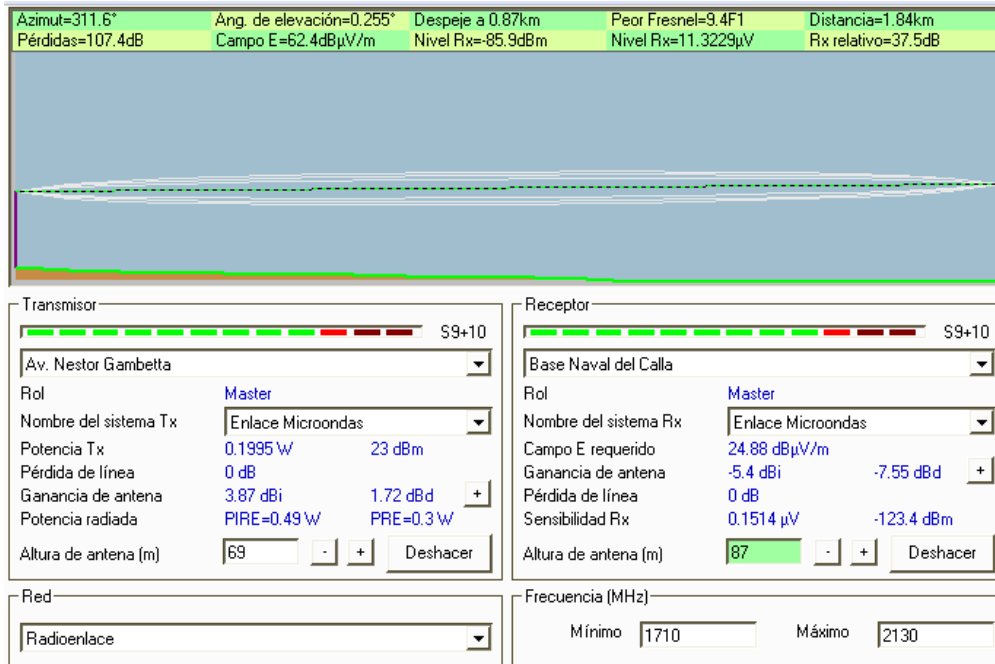 Azimut=311.6° Ang. de elevación=0.255° Despeje a 0.87km Peor Fresnel=9.4F1 Distancia=1.84km
Pérdidas=107.4dB Campo E=62.4dBµV/m Nivel Rx=-85.9dBm Nivel Rx=11.3229µV Rx relativo=37.5dB
Transmisor
S9+10
Av. Nestor Gambetta
Rol Master
Nombre del sistema Tx Enlace Microondas
Potencia Tx 0.1995 W 23 dBm
Pérdida de línea 0 dB
Ganancia de antena 3.87 dBi 1.72 dBd +
Potencia radiada PIRE=0.49 W PRE=0.3 W
Altura de antena (m) 69 - + Deshacer
Red
Radioenlace
Receptor
S9+10
Base Naval del Calla
Rol Master
Nombre del sistema Rx Enlace Microondas
Campo E requerido 24.88 dBµV/m
Ganancia de antena -5.4 dBi -7.55 dBd +
Pérdida de línea 0 dB
Sensibilidad Rx 0.1514 µV -123.4 dBm
Altura de antena (m) 87 - + Deshacer
Frecuencia (MHz)
Mínimo 1710 Máximo 2130